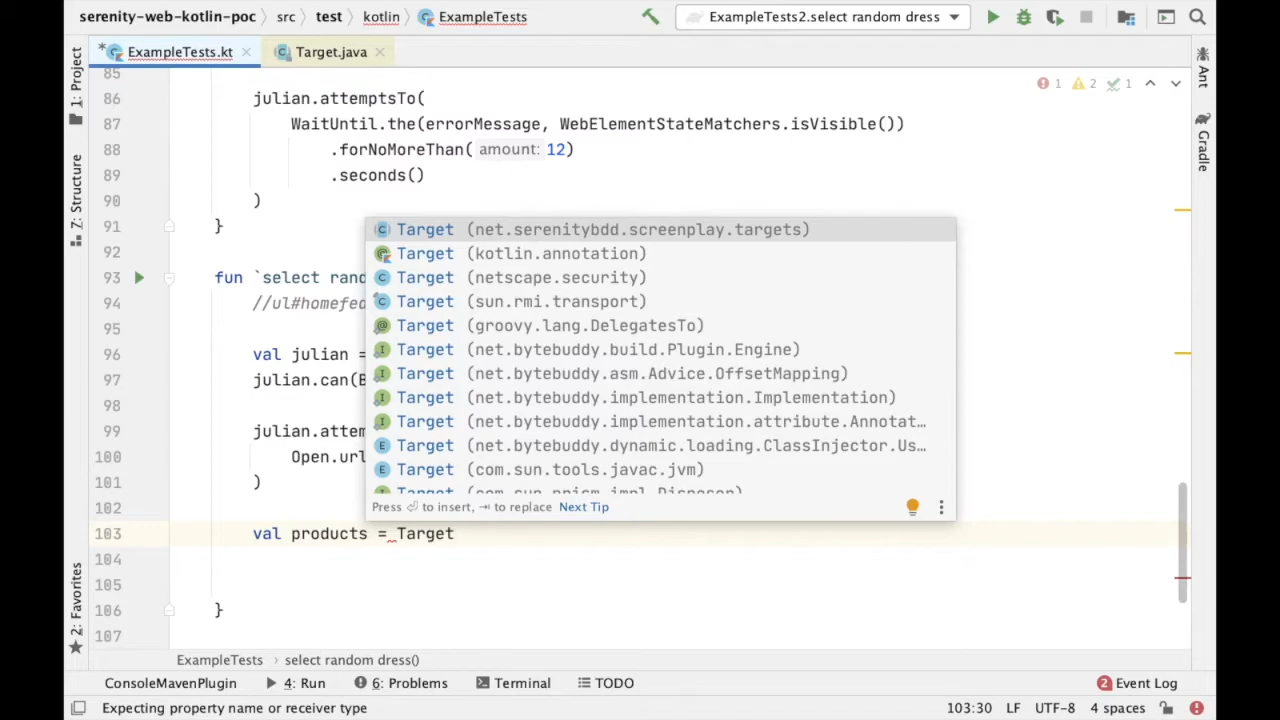 serenity-web-kotlin-poc src test kotlin ExampleTests ExampleTests2.select random dress
1: Project ExampleTests.kt Target.java
85
86 julian.attemptsTo( 1 2 1
87 WaitUntil.the(errorMessage, WebElementStateMatchers.isVisible())
88 .forNoMoreThan( amount: 12)
89 .seconds()
90 )
91 }
92
93 fun `select rand
94 //ul#homefea
95
96 val julian =
97 julian.can(B
98
99 julian.attem
100 Open.url
101 )
102
103 val products = Target
104
105
106 }
107
Target (net.serenitybdd.screenplay.targets)
Target (kotlin.annotation)
Target (netscape.security)
Target (sun.rmi.transport)
Target (groovy.lang.DelegatesTo)
Target (net.bytebuddy.build.Plugin.Engine)
Target (net.bytebuddy.asm.Advice.OffsetMapping)
Target (net.bytebuddy.implementation.Implementation)
Target (net.bytebuddy.implementation.attribute.Annotat…
Target (net.bytebuddy.dynamic.loading.ClassInjector.Us…
Target (com.sun.tools.javac.jvm)
Target (com.sun.prism.impl.Disposer)
Press ⏎ to insert, ⇥ to replace Next Tip
Z: Structure
2: Favorites
Ant
Gradle
ExampleTests select random dress()
ConsoleMavenPlugin 4: Run 6: Problems Terminal TODO 2 Event Log
Expecting property name or receiver type 103:30 LF UTF-8 4 spaces